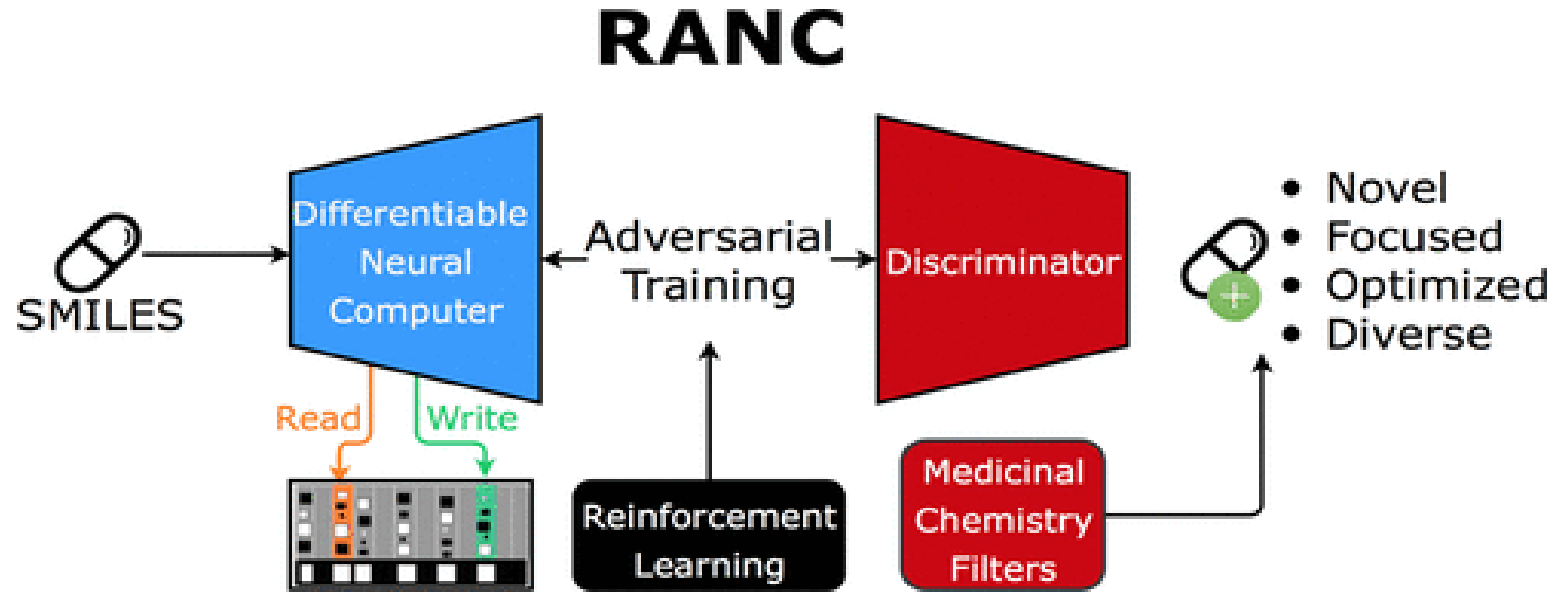 RANC
SMILES
Differentiable
Neural
Computer
Read
Write
Adversarial
Training
Reinforcement
Learning
Discriminator
Medicinal
Chemistry
Filters
• Novel
• Focused
• Optimized
• Diverse